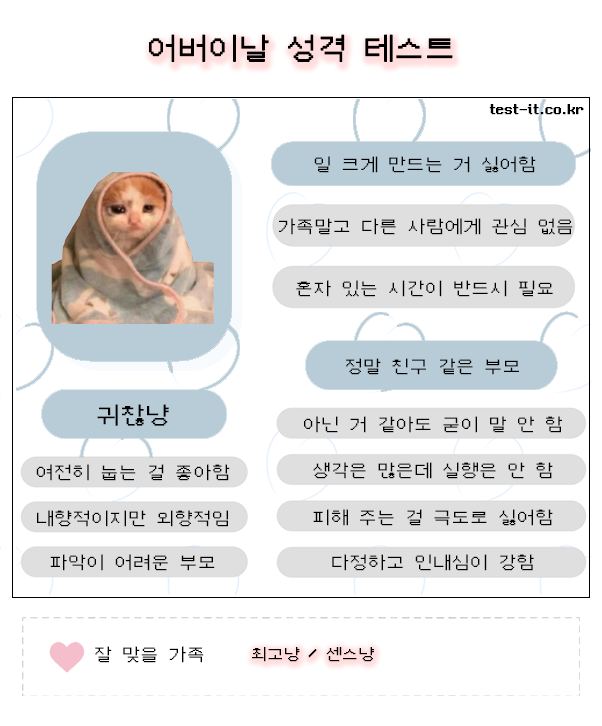 어버이날 성격 테스트
test-it.co.kr
일 크게 만드는 거 싫어함
가족말고 다른 사람에게 관심 없음
혼자 있는 시간이 반드시 필요
정말 친구 같은 부모
귀찮냥
아닌 거 같아도 굳이 말 안 함
여전히 눕는 걸 좋아함
생각은 많은데 실행은 안 함
내향적이지만 외향적임
피해 주는 걸 극도로 싫어함
파악이 어려운 부모
다정하고 인내심이 강함
잘 맞을 가족
최고냥 / 센스냥